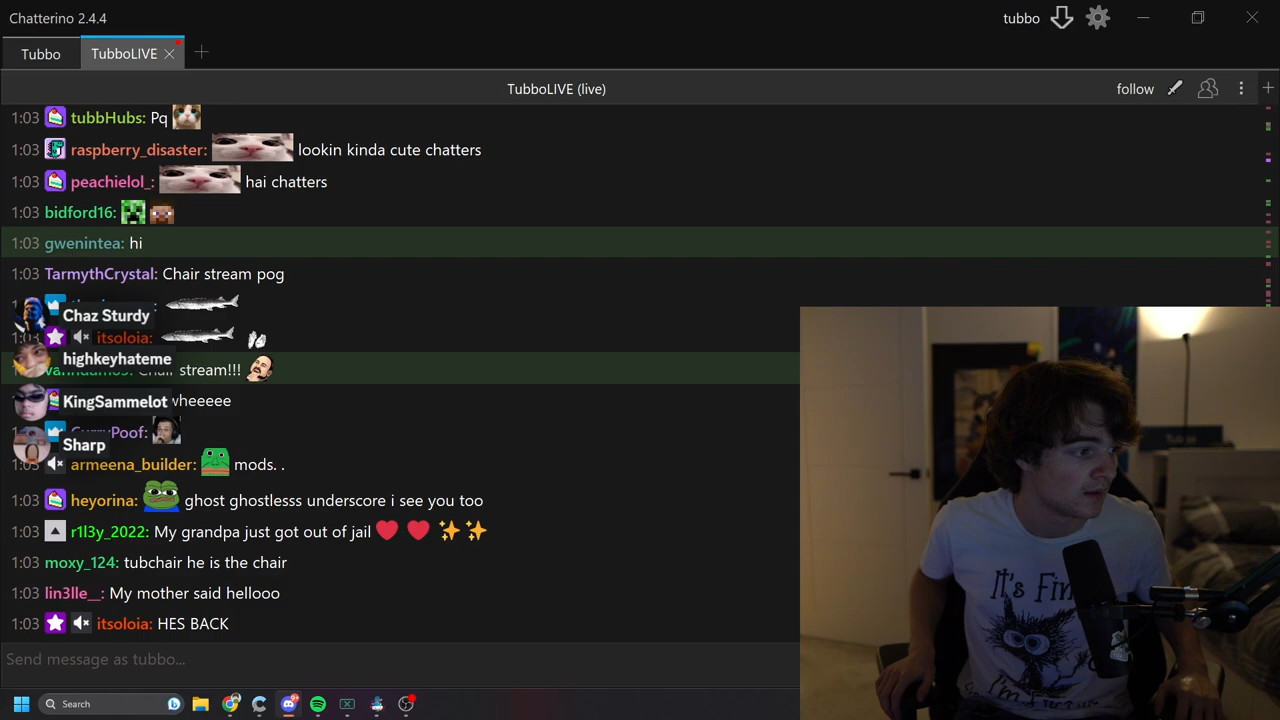 Chatterino 2.4.4
tubbo
Tubbo
TubboLIVE
TubboLIVE (live)
follow
1:03 tubbHubs: Pq
1:03 raspberry_disaster: lookin kinda cute chatters
1:03 peachielol_: hai chatters
1:03 bidford16:
1:03 gwenintea: hi
1:03 TarmythCrystal: Chair stream pog
Chaz Sturdy
itsoloia:
highkeyhateme
stream!!!
KingSammelot
wheeeee
CurryPoof:
Sharp
armeena_builder: mods. .
1:03 heyorina: ghost ghostlesss underscore i see you too
1:03 r1l3y_2022: My grandpa just got out of jail ❤️ ❤️ ✨✨
1:03 moxy_124: tubchair he is the chair
1:03 lin3lle__: My mother said hellooo
1:03 itsoloia: HES BACK
Send message as tubbo...
Search
It's Fin
I'm